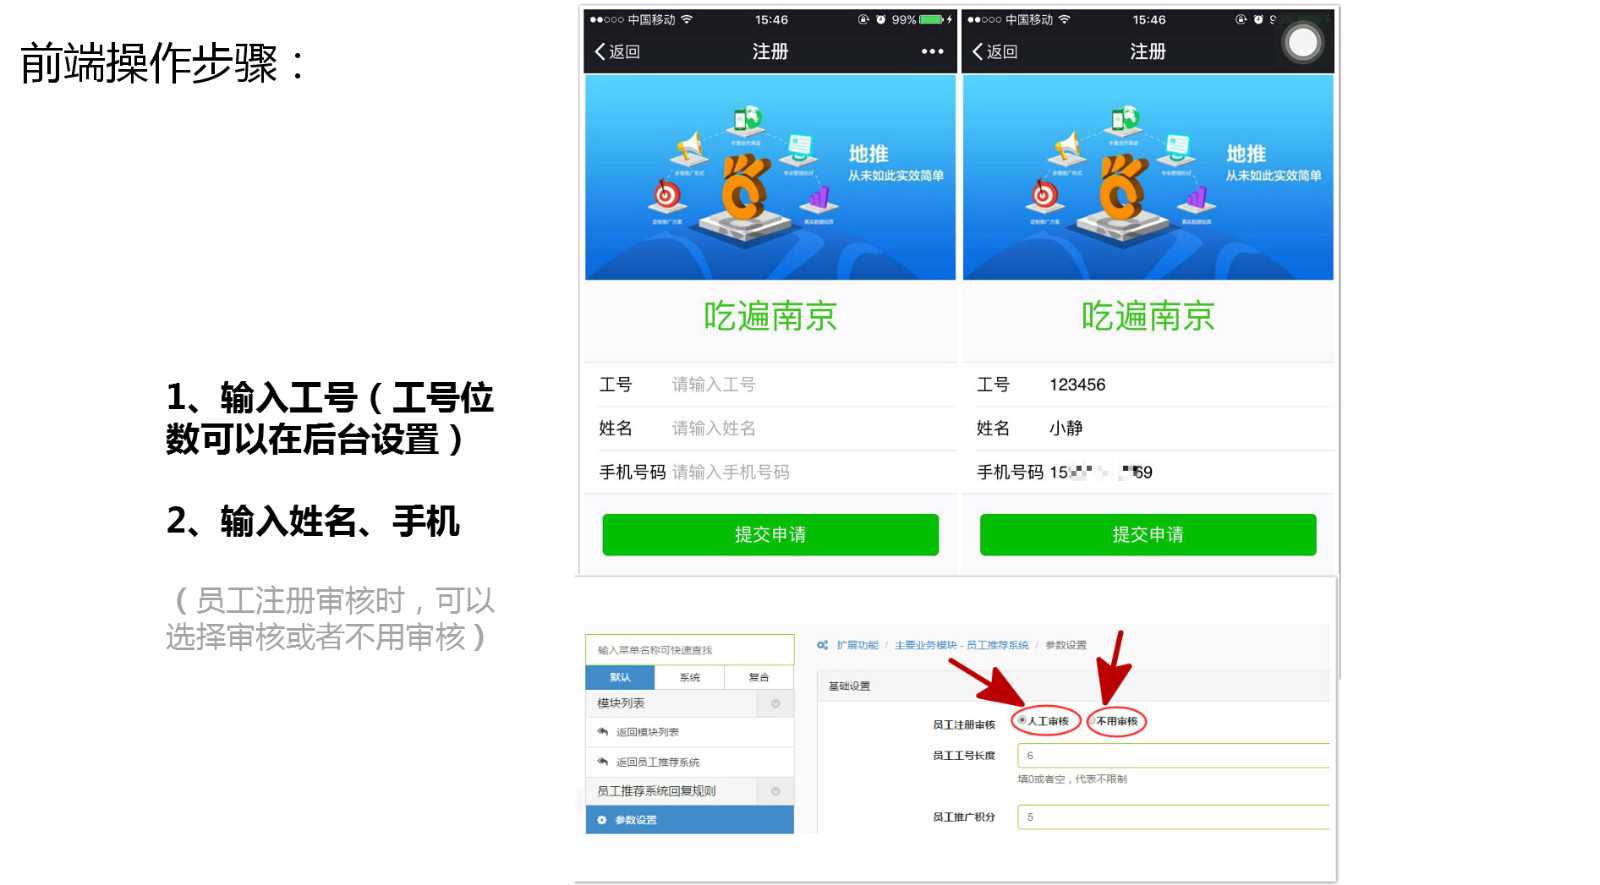 前端操作步骤：
1、输入工号（工号位
数可以在后台设置）
2、输入姓名、手机
（员工注册审核时，可以
选择审核或者不用审核）
中国移动 15:46 99%
返回 注册
地推
从未如此实效简单
吃遍南京
工号 请输入工号
姓名 请输入姓名
手机号码 请输入手机号码
提交申请
中国移动 15:46
返回 注册
地推
从未如此实效简单
吃遍南京
工号 123456
姓名 小静
手机号码 15 69
提交申请
输入菜单名称可快速查找
默认 系统 复合
模块列表
返回模块列表
返回员工推荐系统
员工推荐系统回复规则
参数设置
扩展功能 / 主要业务模块 - 员工推荐系统 / 参数设置
基础设置
员工注册审核 人工审核 不用审核
员工工号长度 6
填0或者空，代表不限制
员工推广积分 5